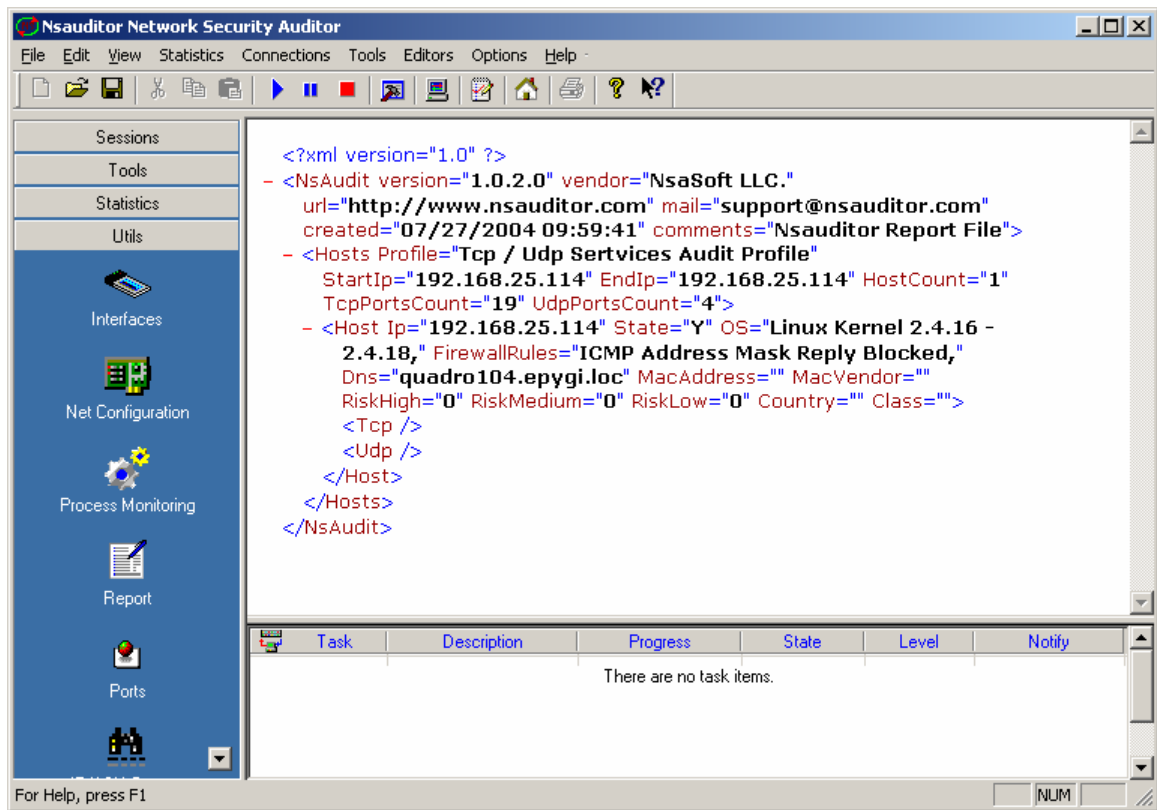 Nsauditor Network Security Auditor
File Edit View Statistics Connections Tools Editors Options Help
Sessions
Tools
Statistics
Utils
Interfaces
Net Configuration
Process Monitoring
Report
Ports
<?xml version="1.0" ?>
- <NsAudit version="1.0.2.0" vendor="NsaSoft LLC."
url="http://www.nsauditor.com" mail="support@nsauditor.com"
created="07/27/2004 09:59:41" comments="Nsauditor Report File">
- <Hosts Profile="Tcp / Udp Sertvices Audit Profile"
StartIp="192.168.25.114" EndIp="192.168.25.114" HostCount="1"
TcpPortsCount="19" UdpPortsCount="4">
- <Host Ip="192.168.25.114" State="Y" OS="Linux Kernel 2.4.16 -
2.4.18," FirewallRules="ICMP Address Mask Reply Blocked,"
Dns="quadro104.epygi.loc" MacAddress="" MacVendor=""
RiskHigh="0" RiskMedium="0" RiskLow="0" Country="" Class="">
<Tcp />
<Udp />
</Host>
</Hosts>
</NsAudit>
Task Description Progress State Level Notify
There are no task items.
For Help, press F1
NUM